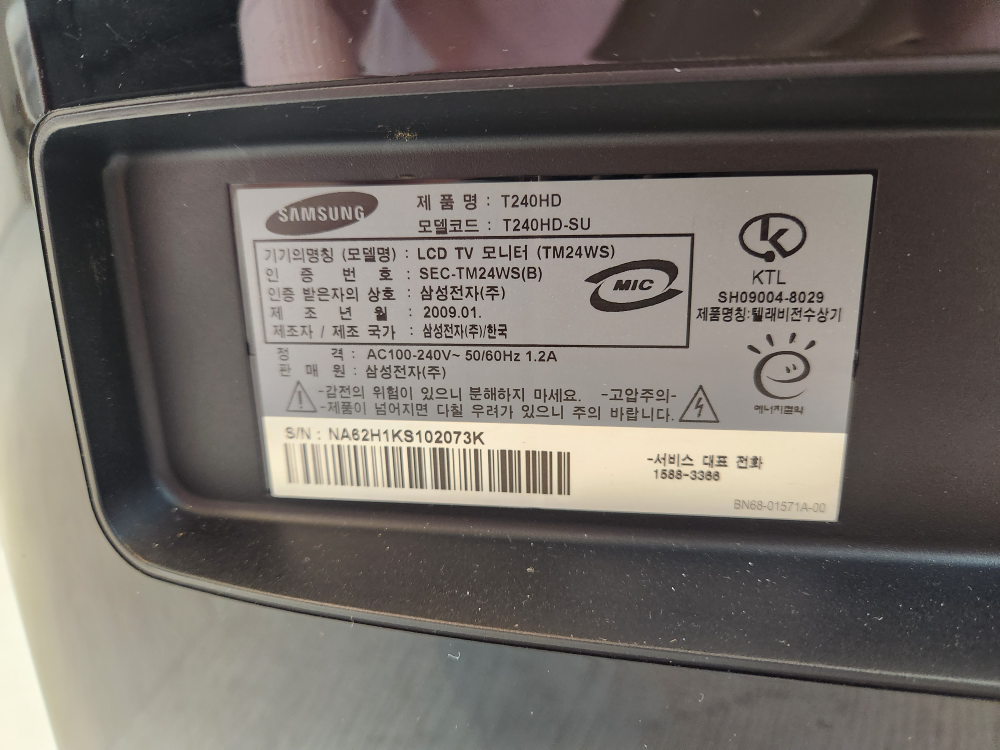 SAMSUNG
제 품 명 : T240HD
모델코드 : T240HD-SU
기기의명칭 (모델명) : LCD TV 모니터 (TM24WS)
인 증 번 호 : SEC-TM24WS(B)
인증 받은자의 상호 : 삼성전자(주)
제 조 년 월 : 2009.01.
제조자 / 제조 국가 : 삼성전자(주)/한국
MIC
KTL
SH09004-8029
제품명칭:텔래비전수상기
정 격 : AC100-240V~ 50/60Hz 1.2A
판 매 원 : 삼성전자(주)
-감전의 위험이 있으니 분해하지 마세요. -고압주의-
-제품이 넘어지면 다칠 우려가 있으니 주의 바랍니다.
에너지절약
S/N : NA62H1KS102073K
-서비스 대표 전화
1588-3366
BN68-01571A-00